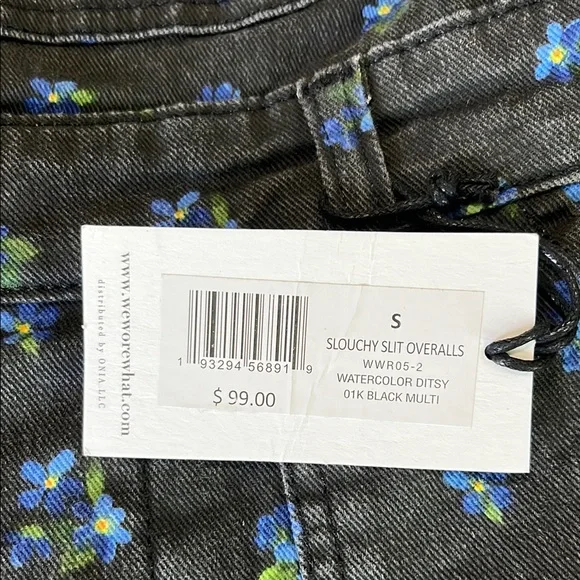 www.weworewhat.com
distributed by ONIA LLC
1 93294 56891 9
$ 99.00
S
SLOUCHY SLIT OVERALLS
WWR05-2
WATERCOLOR DITSY
01K BLACK MULTI